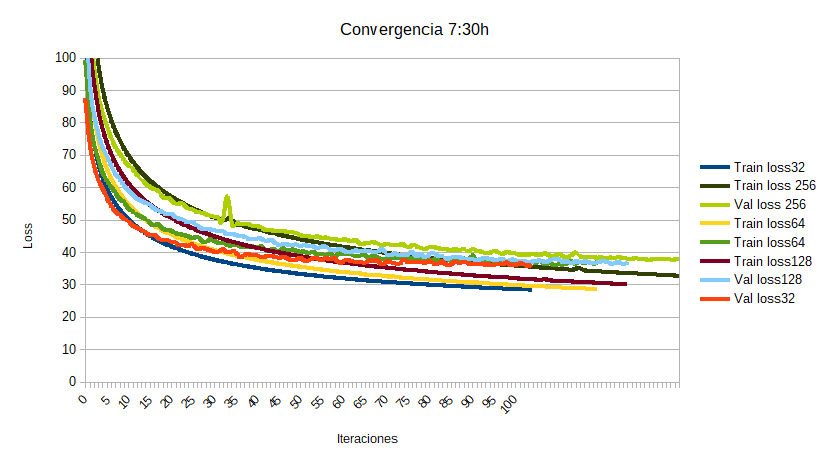 Convergencia 7:30h
100
90
80
70
60
50
40
30
20
10
0
Loss
0 5 10 15 20 25 30 35 40 45 50 55 60 65 70 75 80 85 90 95 100
Iteraciones
Train loss32
Train loss 256
Val loss 256
Train loss64
Train loss64
Train loss128
Val loss128
Val loss32